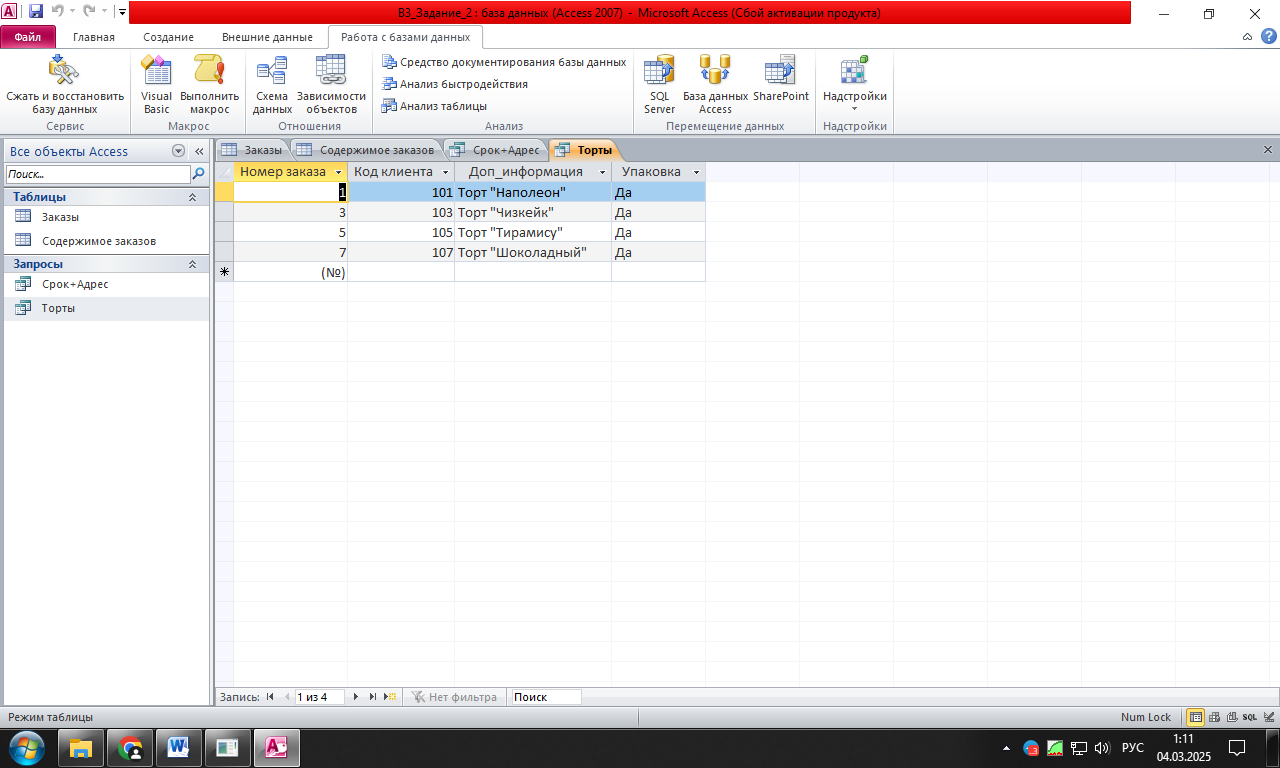 В3_Задание_2 : база данных (Access 2007) - Microsoft Access (Сбой активации продукта)
Файл Главная Создание Внешние данные Работа с базами данных
Сжать и восстановить базу данных
Сервис
Visual Basic
Выполнить макрос
Макрос
Схема данных
Зависимости объектов
Отношения
Средство документирования базы данных
Анализ быстродействия
Анализ таблицы
Анализ
SQL Server
База данных Access
SharePoint
Перемещение данных
Надстройки
Надстройки
Все объекты Access «
Поиск...
Таблицы
Заказы
Содержимое заказов
Запросы
Срок+Адрес
Торты
Заказы Содержимое заказов Срок+Адрес Торты
Номер заказа Код клиента Доп_информация Упаковка
1 101 Торт "Наполеон" Да
3 103 Торт "Чизкейк" Да
5 105 Торт "Тирамису" Да
7 107 Торт "Шоколадный" Да
(№)
Запись: 1 из 4 Нет фильтра Поиск
Режим таблицы Num Lock SQL
РУС 1:11
04.03.2025